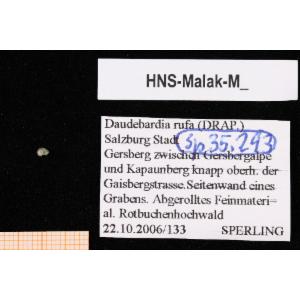 HNS-Malak-M_
Daudebardia rufa (DRAP.)
Salzburg Stadt Sp.35.293
Gersberg zwischen Gersbergalpe
und Kapaunberg knapp oberh. der
Gaisbergstrasse.Seitenwand eines
Grabens. Abgerolltes Feinmateri=
al. Rotbuchenhochwald
22.10.2006/133 SPERLING